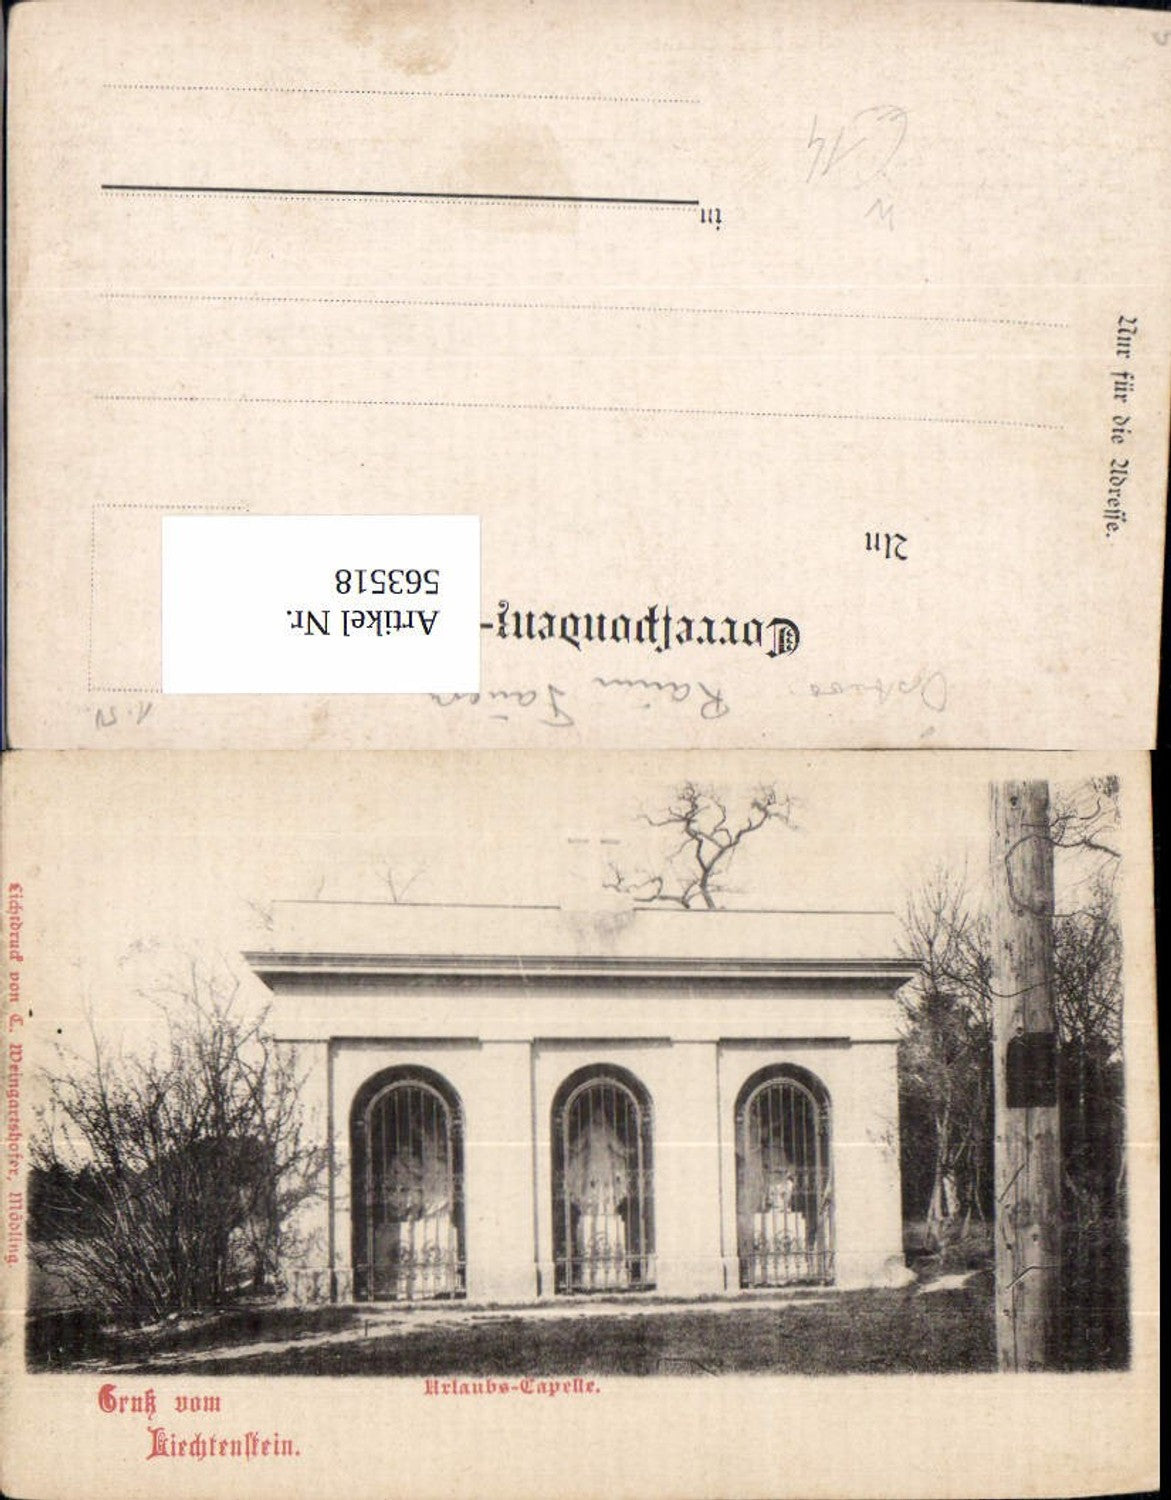 Nur für die Adresse.
Correspondenz-
An
in
Artikel Nr.
563518
Urlaubs-Capelle.
Gruß vom
Liechtenstein.
Lichtdruck von C. Weingartshofer, Mödling.